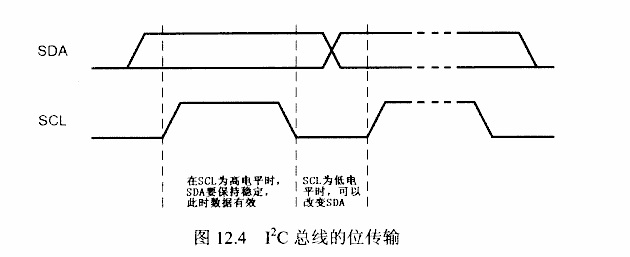 SDA
SCL
在SCL为高电平时，
SDA要保持稳定，
此时数据有效
SCL为低电
平时，可以
改变SDA
图 12.4 I²C 总线的位传输